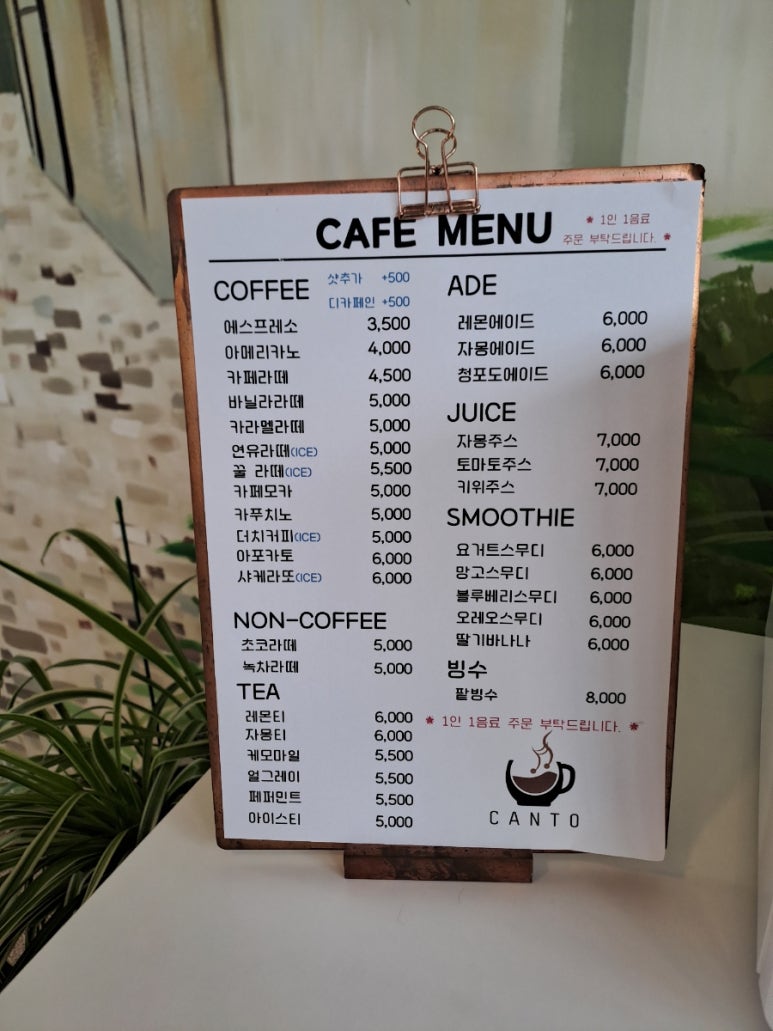 CAFE MENU
* 1인 1음료
주문 부탁드립니다. *
COFFEE
샷추가 +500
디카페인 +500
에스프레소 3,500
아메리카노 4,000
카페라떼 4,500
바닐라라떼 5,000
카라멜라떼 5,000
연유라떼(ICE) 5,000
꿀 라떼(ICE) 5,500
카페모카 5,000
카푸치노 5,000
더치커피(ICE) 5,000
아포카토 6,000
샤케라또(ICE) 6,000
NON-COFFEE
초코라떼 5,000
녹차라떼 5,000
TEA
레몬티 6,000
자몽티 6,000
케모마일 5,500
얼그레이 5,500
페퍼민트 5,500
아이스티 5,000
ADE
레몬에이드 6,000
자몽에이드 6,000
청포도에이드 6,000
JUICE
자몽주스 7,000
토마토주스 7,000
키위주스 7,000
SMOOTHIE
요거트스무디 6,000
망고스무디 6,000
블루베리스무디 6,000
오레오스무디 6,000
딸기바나나 6,000
빙수
팥빙수 8,000
* 1인 1음료 주문 부탁드립니다. *
CANTO